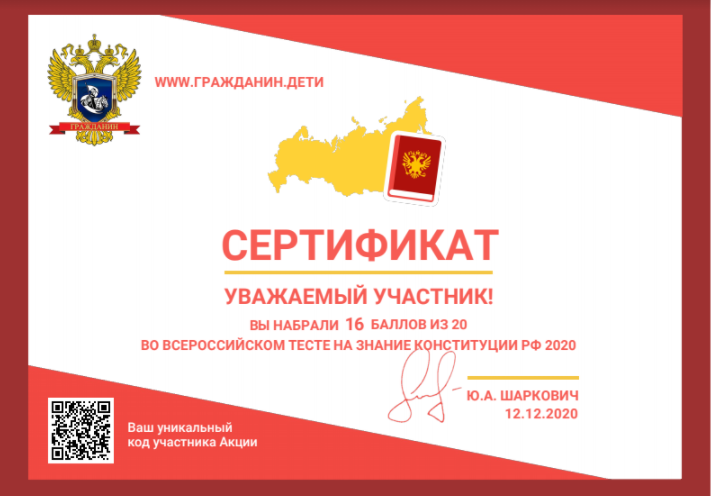 WWW.ГРАЖДАНИН.ДЕТИ
ГРАЖДАНИН
СЕРТИФИКАТ
УВАЖАЕМЫЙ УЧАСТНИК!
ВЫ НАБРАЛИ 16 БАЛЛОВ ИЗ 20
ВО ВСЕРОССИЙСКОМ ТЕСТЕ НА ЗНАНИЕ КОНСТИТУЦИИ РФ 2020
Ю.А. ШАРКОВИЧ
12.12.2020
Ваш уникальный
код участника Акции